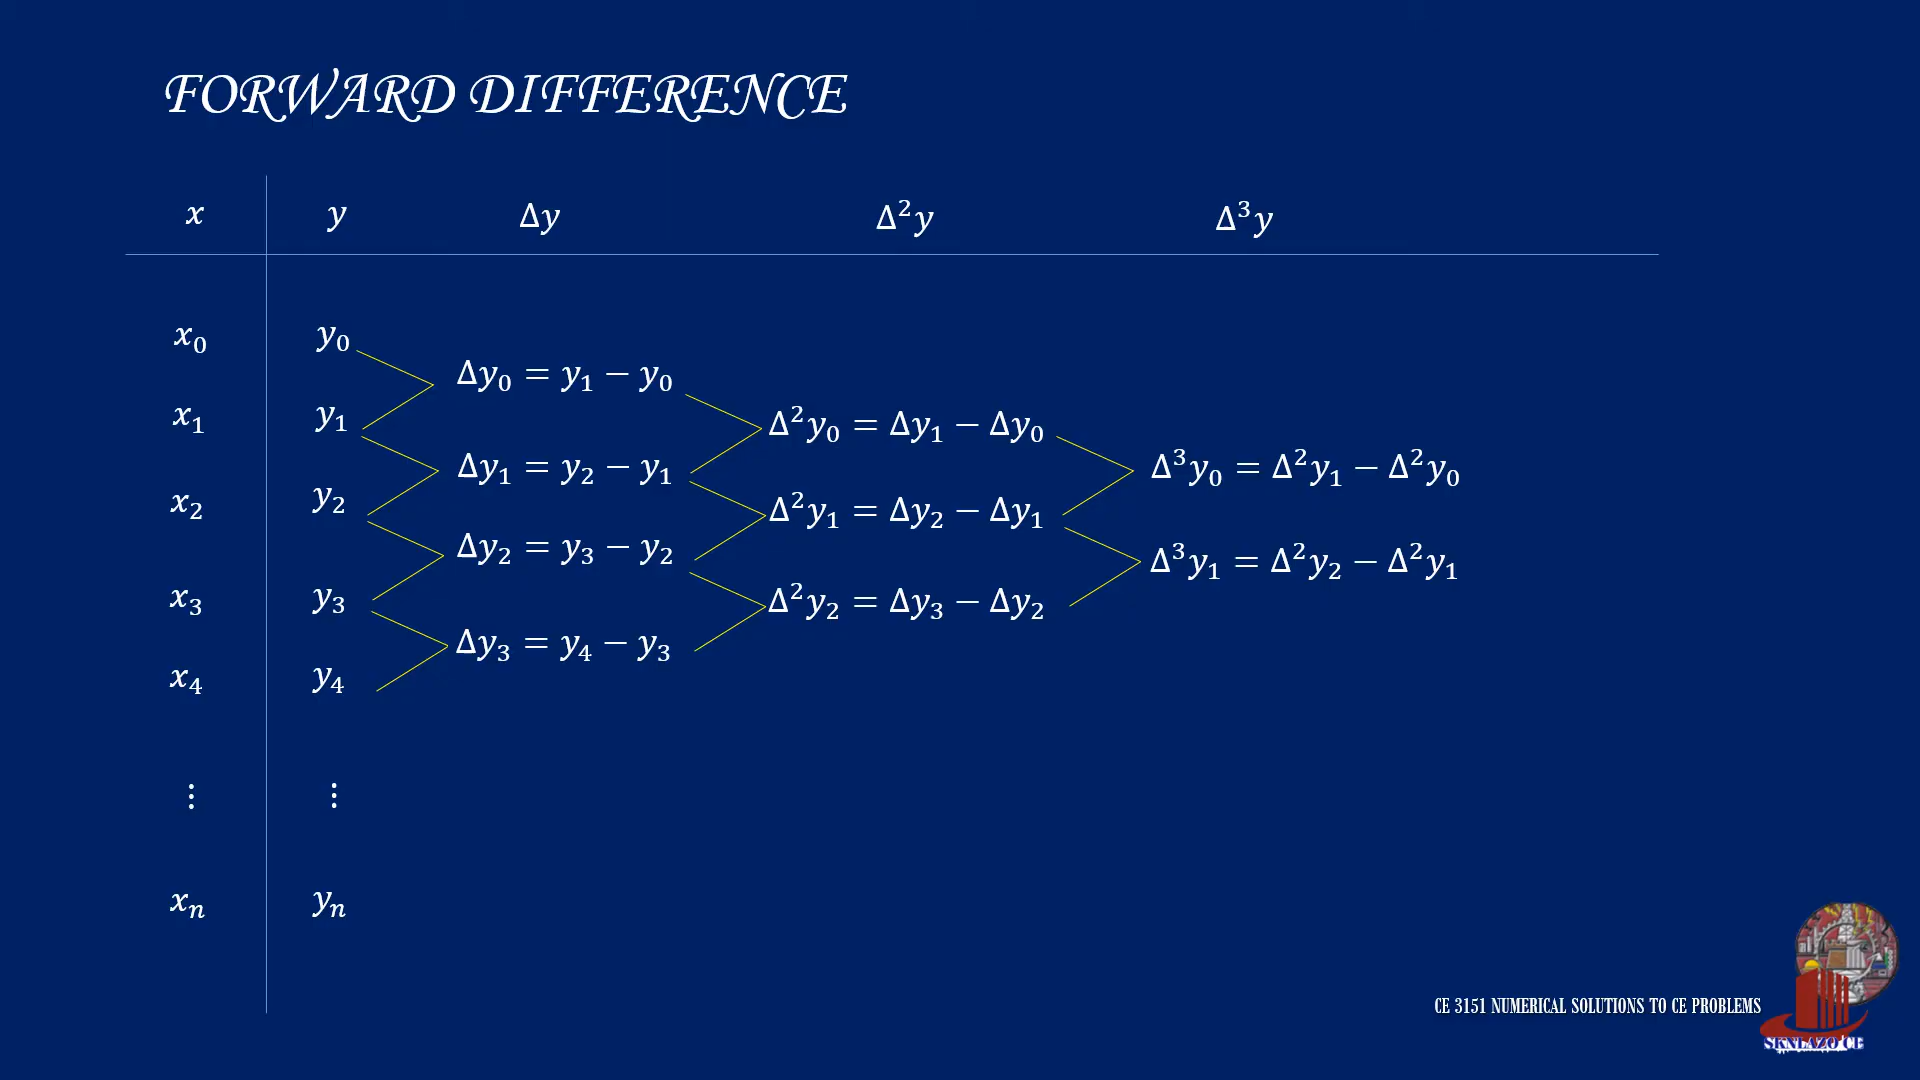 FORWARD DIFFERENCE
x y Δy Δ²y Δ³y
x₀ y₀
Δy₀ = y₁ − y₀
x₁ y₁ Δ²y₀ = Δy₁ − Δy₀
Δy₁ = y₂ − y₁ Δ³y₀ = Δ²y₁ − Δ²y₀
x₂ y₂ Δ²y₁ = Δy₂ − Δy₁
Δy₂ = y₃ − y₂ Δ³y₁ = Δ²y₂ − Δ²y₁
x₃ y₃ Δ²y₂ = Δy₃ − Δy₂
Δy₃ = y₄ − y₃
x₄ y₄
⋮ ⋮
xₙ yₙ
CE 3151 NUMERICAL SOLUTIONS TO CE PROBLEMS
SKNLAZO CE